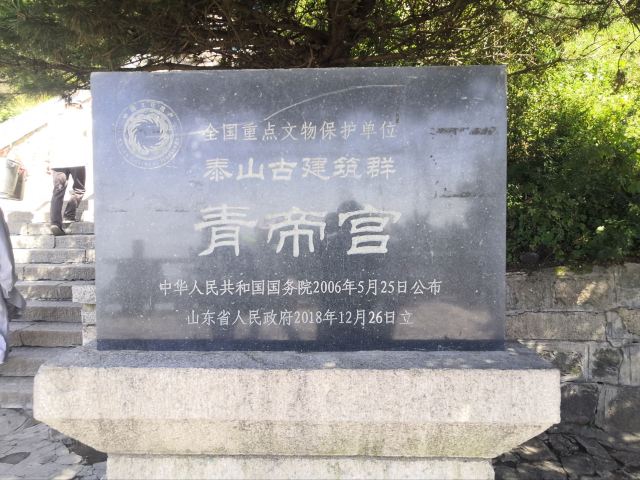 全国重点文物保护单位
泰山古建筑群
青帝宫
中华人民共和国国务院2006年5月25日公布
山东省人民政府2018年12月26日立